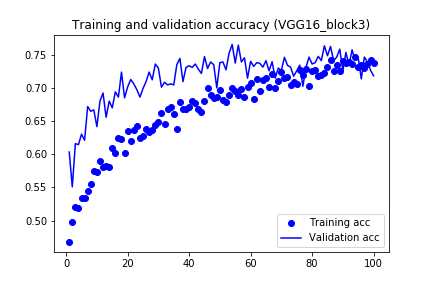 Training and validation accuracy (VGG16_block3)
0.75
0.70
0.65
0.60
0.55
0.50
0 20 40 60 80 100
Training acc
Validation acc